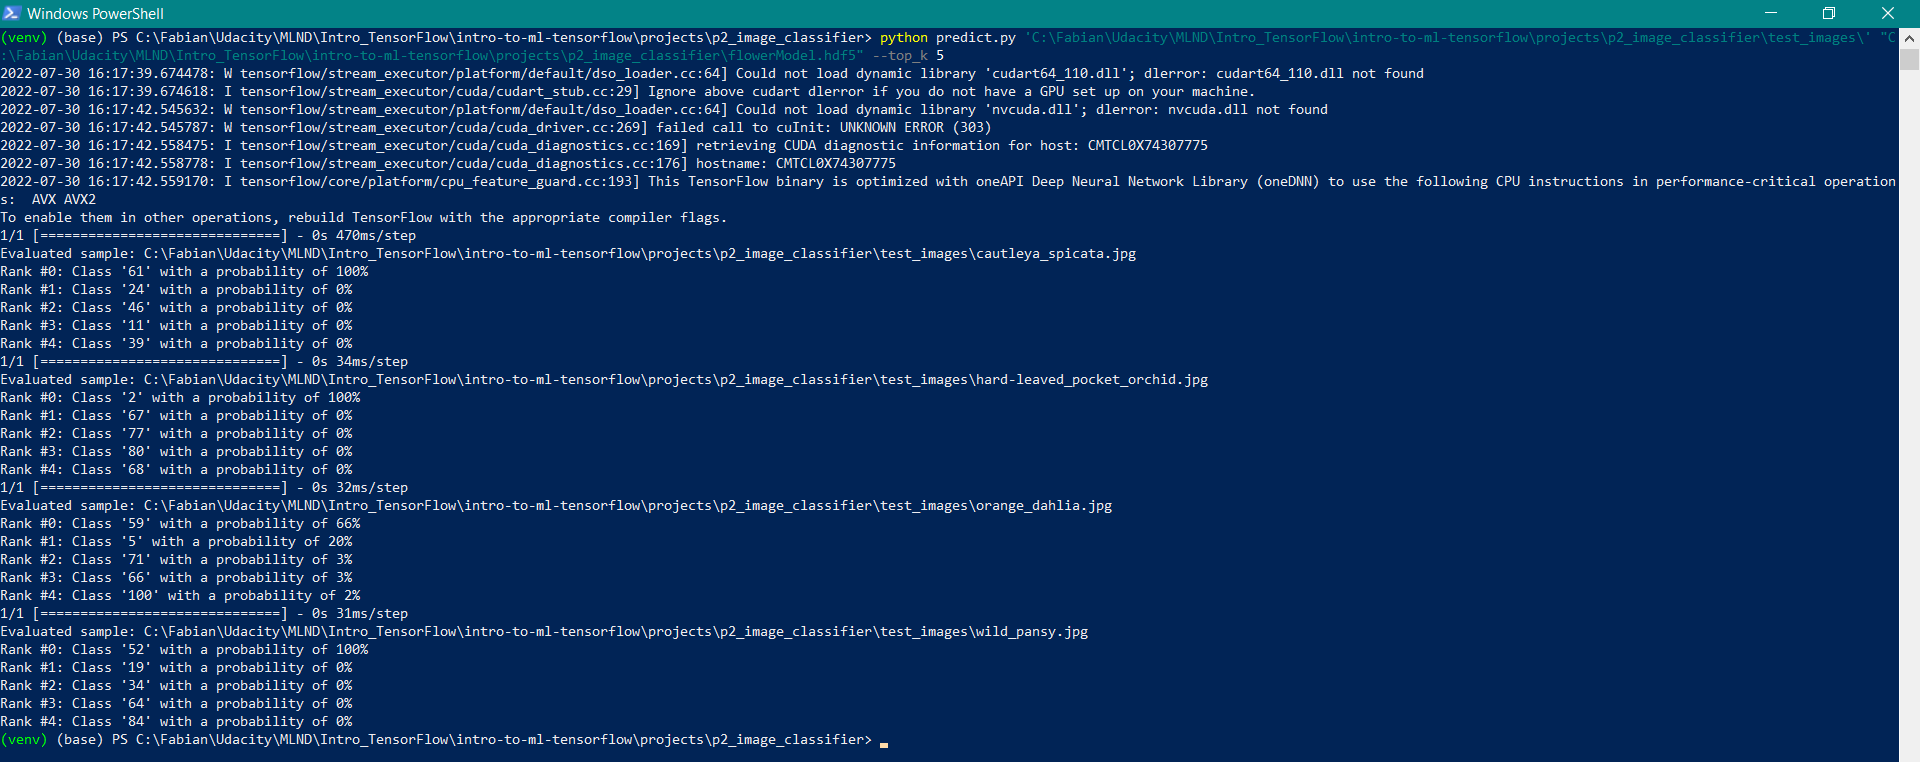 Windows PowerShell
(venv) (base) PS C:\Fabian\Udacity\MLND\Intro_TensorFlow\intro-to-ml-tensorflow\projects\p2_image_classifier> python predict.py 'C:\Fabian\Udacity\MLND\Intro_TensorFlow\intro-to-ml-tensorflow\projects\p2_image_classifier\test_images\' "C
:\Fabian\Udacity\MLND\Intro_TensorFlow\intro-to-ml-tensorflow\projects\p2_image_classifier\flowerModel.hdf5" --top_k 5
2022-07-30 16:17:39.674478: W tensorflow/stream_executor/platform/default/dso_loader.cc:64] Could not load dynamic library 'cudart64_110.dll'; dlerror: cudart64_110.dll not found
2022-07-30 16:17:39.674618: I tensorflow/stream_executor/cuda/cudart_stub.cc:29] Ignore above cudart dlerror if you do not have a GPU set up on your machine.
2022-07-30 16:17:42.545632: W tensorflow/stream_executor/platform/default/dso_loader.cc:64] Could not load dynamic library 'nvcuda.dll'; dlerror: nvcuda.dll not found
2022-07-30 16:17:42.545787: W tensorflow/stream_executor/cuda/cuda_driver.cc:269] failed call to cuInit: UNKNOWN ERROR (303)
2022-07-30 16:17:42.558475: I tensorflow/stream_executor/cuda/cuda_diagnostics.cc:169] retrieving CUDA diagnostic information for host: CMTCL0X74307775
2022-07-30 16:17:42.558778: I tensorflow/stream_executor/cuda/cuda_diagnostics.cc:176] hostname: CMTCL0X74307775
2022-07-30 16:17:42.559170: I tensorflow/core/platform/cpu_feature_guard.cc:193] This TensorFlow binary is optimized with oneAPI Deep Neural Network Library (oneDNN) to use the following CPU instructions in performance-critical operation
s:  AVX AVX2
To enable them in other operations, rebuild TensorFlow with the appropriate compiler flags.
1/1 [==============================] - 0s 470ms/step
Evaluated sample: C:\Fabian\Udacity\MLND\Intro_TensorFlow\intro-to-ml-tensorflow\projects\p2_image_classifier\test_images\cautleya_spicata.jpg
Rank #0: Class '61' with a probability of 100%
Rank #1: Class '24' with a probability of 0%
Rank #2: Class '46' with a probability of 0%
Rank #3: Class '11' with a probability of 0%
Rank #4: Class '39' with a probability of 0%
1/1 [==============================] - 0s 34ms/step
Evaluated sample: C:\Fabian\Udacity\MLND\Intro_TensorFlow\intro-to-ml-tensorflow\projects\p2_image_classifier\test_images\hard-leaved_pocket_orchid.jpg
Rank #0: Class '2' with a probability of 100%
Rank #1: Class '67' with a probability of 0%
Rank #2: Class '77' with a probability of 0%
Rank #3: Class '80' with a probability of 0%
Rank #4: Class '68' with a probability of 0%
1/1 [==============================] - 0s 32ms/step
Evaluated sample: C:\Fabian\Udacity\MLND\Intro_TensorFlow\intro-to-ml-tensorflow\projects\p2_image_classifier\test_images\orange_dahlia.jpg
Rank #0: Class '59' with a probability of 66%
Rank #1: Class '5' with a probability of 20%
Rank #2: Class '71' with a probability of 3%
Rank #3: Class '66' with a probability of 3%
Rank #4: Class '100' with a probability of 2%
1/1 [==============================] - 0s 31ms/step
Evaluated sample: C:\Fabian\Udacity\MLND\Intro_TensorFlow\intro-to-ml-tensorflow\projects\p2_image_classifier\test_images\wild_pansy.jpg
Rank #0: Class '52' with a probability of 100%
Rank #1: Class '19' with a probability of 0%
Rank #2: Class '34' with a probability of 0%
Rank #3: Class '64' with a probability of 0%
Rank #4: Class '84' with a probability of 0%
(venv) (base) PS C:\Fabian\Udacity\MLND\Intro_TensorFlow\intro-to-ml-tensorflow\projects\p2_image_classifier>